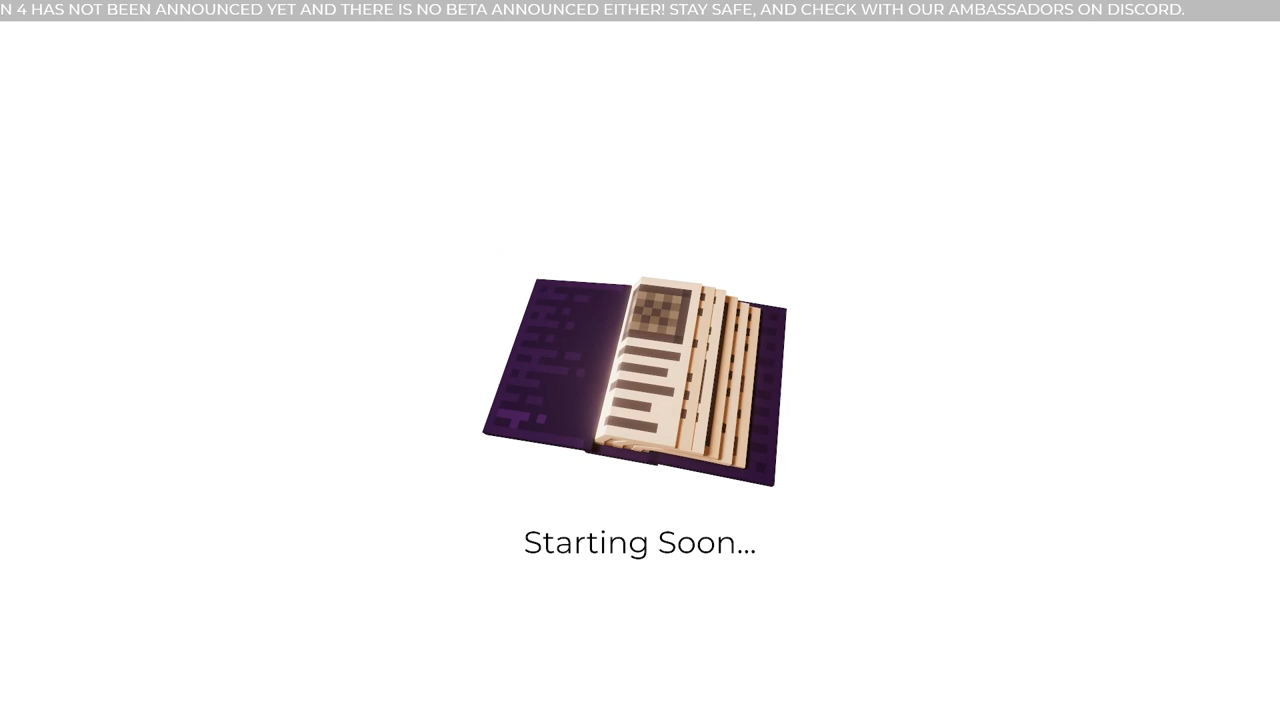 N 4 HAS NOT BEEN ANNOUNCED YET AND THERE IS NO BETA ANNOUNCED EITHER! STAY SAFE, AND CHECK WITH OUR AMBASSADORS ON DISCORD.
Starting Soon...